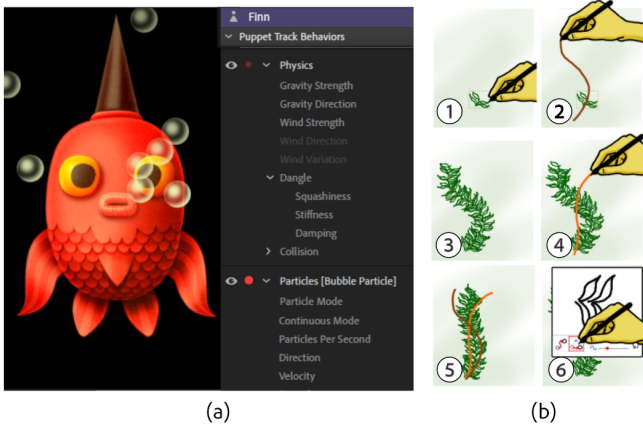 Finn
Puppet Track Behaviors
Physics
Gravity Strength
Gravity Direction
Wind Strength
Wind Direction
Wind Variation
Dangle
Squashiness
Stiffness
Damping
Collision
Particles [Bubble Particle]
Particle Mode
Continuous Mode
Particles Per Second
Direction
Velocity
(a)
1
2
3
4
5
6
(b)